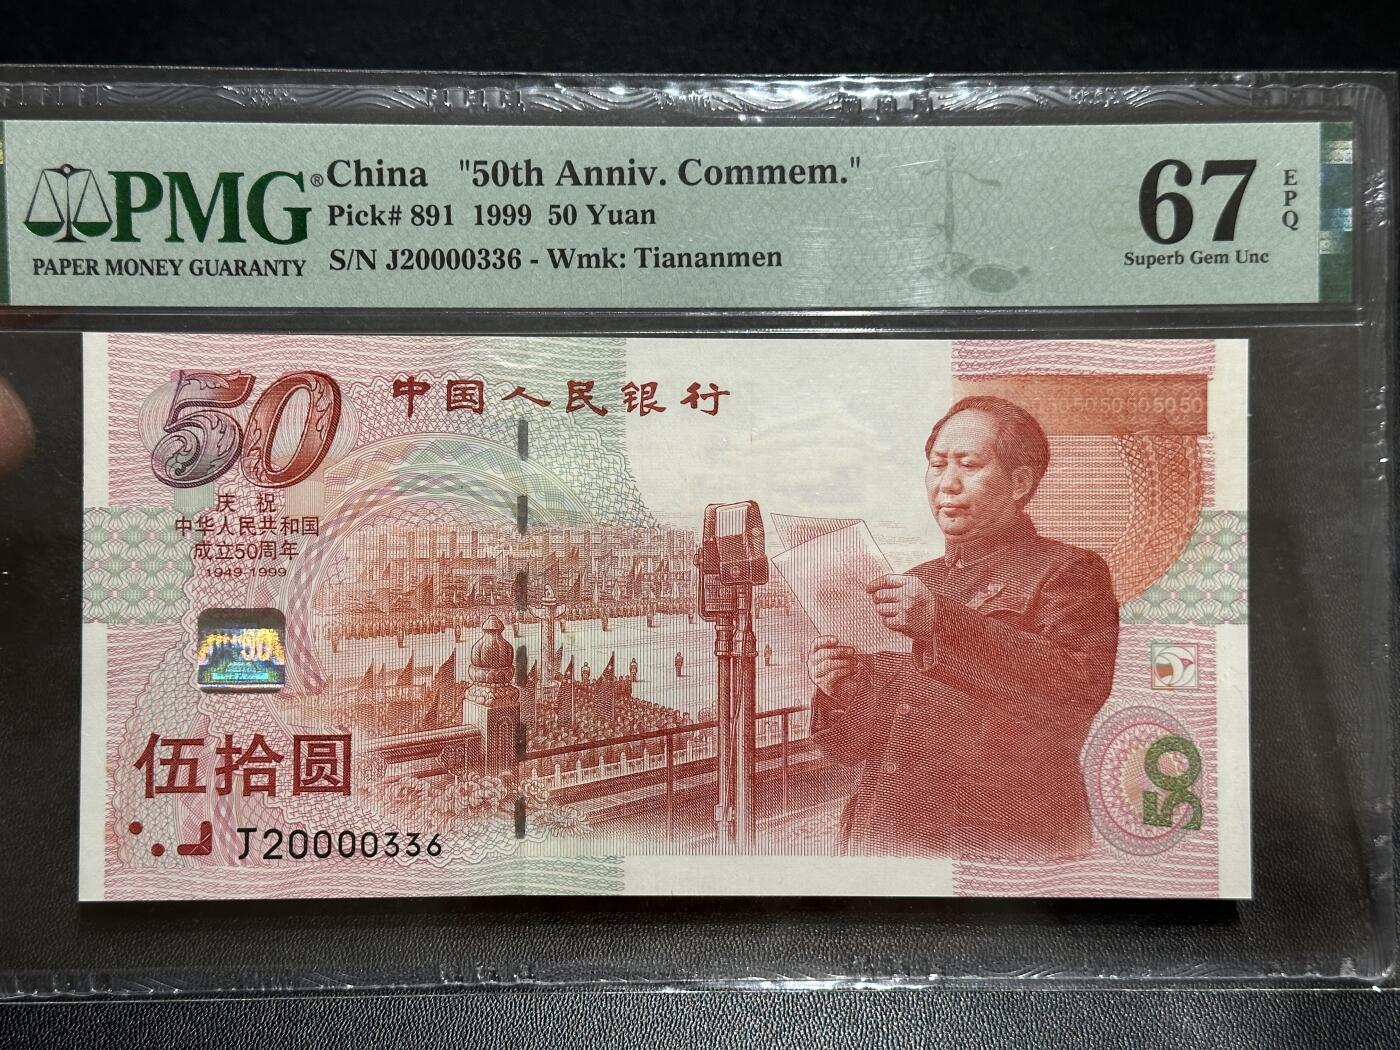 PMG® China "50th Anniv. Commem." 67 EPQ
Pick# 891 1999 50 Yuan
PAPER MONEY GUARANTY S/N J20000336 - Wmk: Tiananmen Superb Gem Unc
50 中国人民银行
庆祝
中华人民共和国
成立50周年
1949-1999
50
伍拾圆
J20000336
50